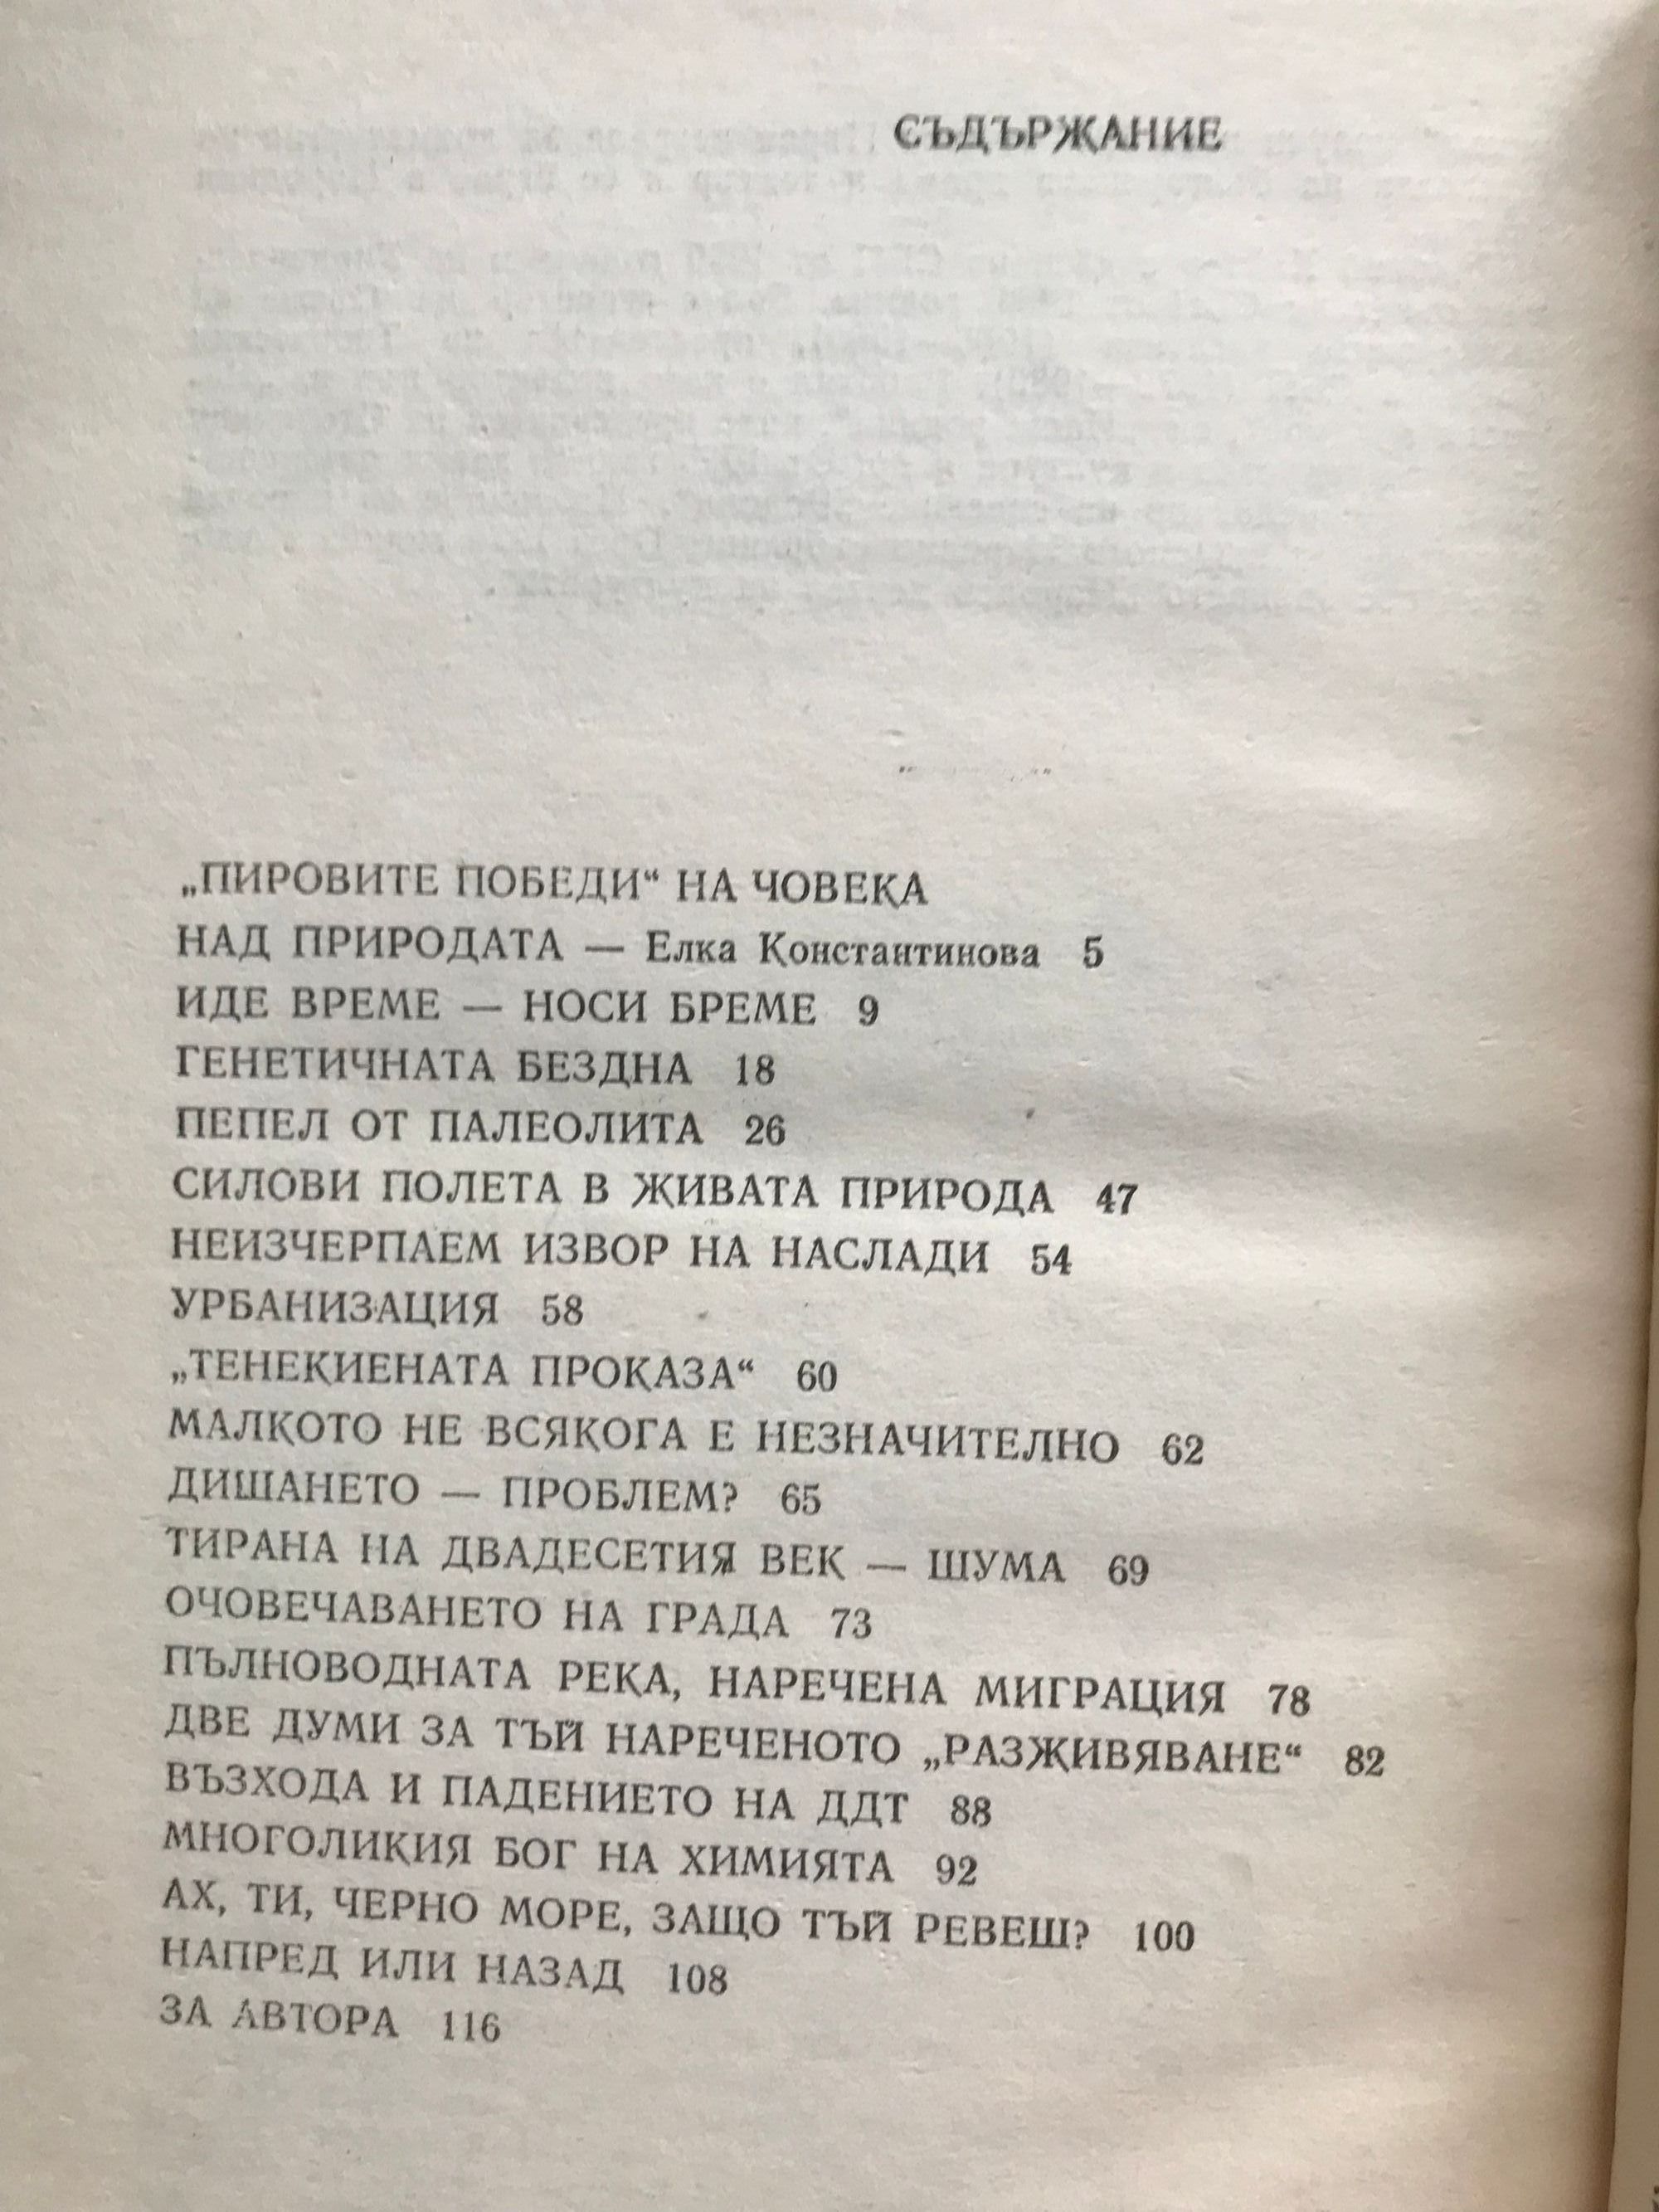 СЪДЪРЖАНИЕ
„ПИРОВИТЕ ПОБЕДИ“ НА ЧОВЕКА
НАД ПРИРОДАТА — Елка Константинова 5
ИДЕ ВРЕМЕ — НОСИ БРЕМЕ 9
ГЕНЕТИЧНАТА БЕЗДНА 18
ПЕПЕЛ ОТ ПАЛЕОЛИТА 26
СИЛОВИ ПОЛЕТА В ЖИВАТА ПРИРОДА 47
НЕИЗЧЕРПАЕМ ИЗВОР НА НАСЛАДИ 54
УРБАНИЗАЦИЯ 58
„ТЕНЕКИЕНАТА ПРОКАЗА“ 60
МАЛКОТО НЕ ВСЯКОГА Е НЕЗНАЧИТЕЛНО 62
ДИШАНЕТО — ПРОБЛЕМ? 65
ТИРАНА НА ДВАДЕСЕТИЯ ВЕК — ШУМА 69
ОЧОВЕЧАВАНЕТО НА ГРАДА 73
ПЪЛНОВОДНАТА РЕКА, НАРЕЧЕНА МИГРАЦИЯ 78
ДВЕ ДУМИ ЗА ТЪЙ НАРЕЧЕНОТО „РАЗЖИВЯВАНЕ“ 82
ВЪЗХОДА И ПАДЕНИЕТО НА ДДТ 88
МНОГОЛИКИЯ БОГ НА ХИМИЯТА 92
АХ, ТИ, ЧЕРНО МОРЕ, ЗАЩО ТЪЙ РЕВЕШ? 100
НАПРЕД ИЛИ НАЗАД 108
ЗА АВТОРА 116